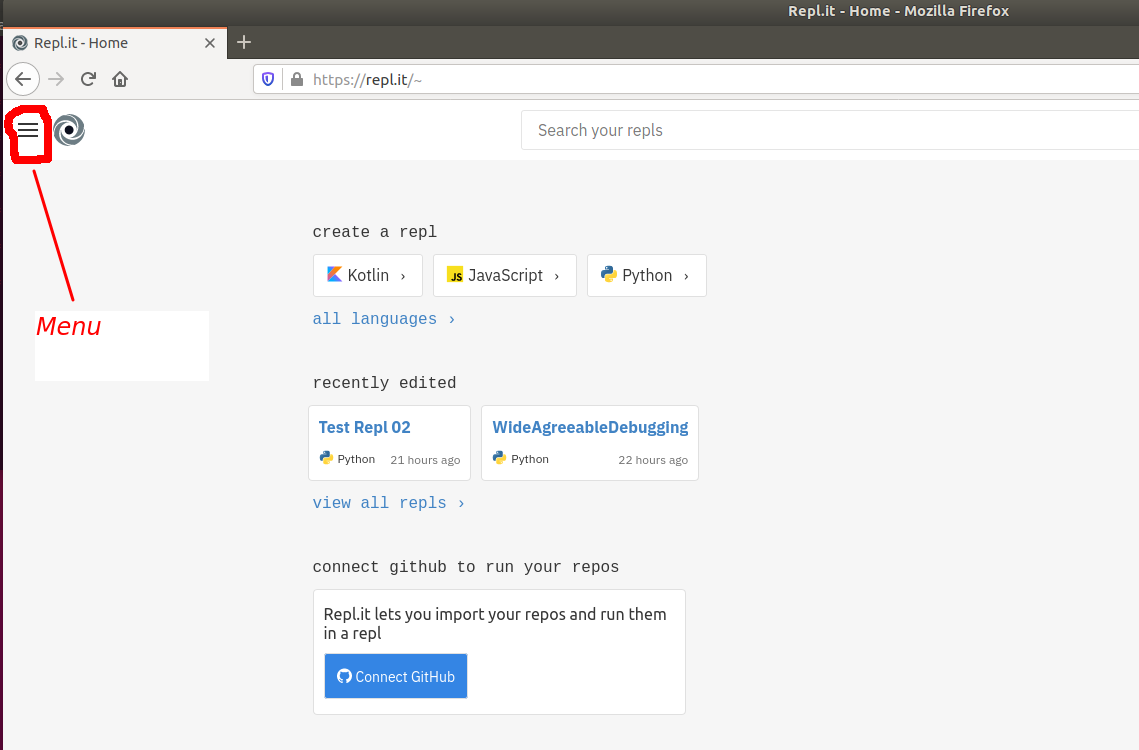 Repl.it - Home - Mozilla Firefox
Repl.it - Home
https://repl.it/~
Search your repls
create a repl
Kotlin ›
JS JavaScript ›
Python ›
Menu
all languages ›
recently edited
Test Repl 02
Python 21 hours ago
WideAgreeableDebugging
Python 22 hours ago
view all repls ›
connect github to run your repos
Repl.it lets you import your repos and run them
in a repl
Connect GitHub